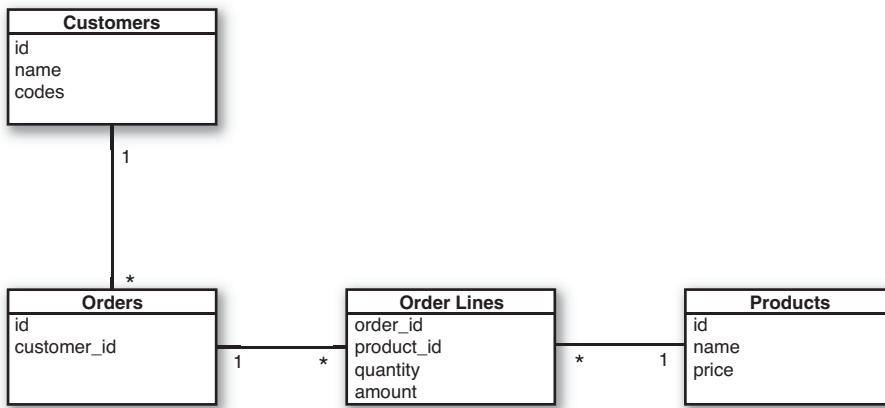 Customers
id
name
codes
1
*
Orders
id
customer_id
1
*
Order Lines
order_id
product_id
quantity
amount
*
1
Products
id
name
price